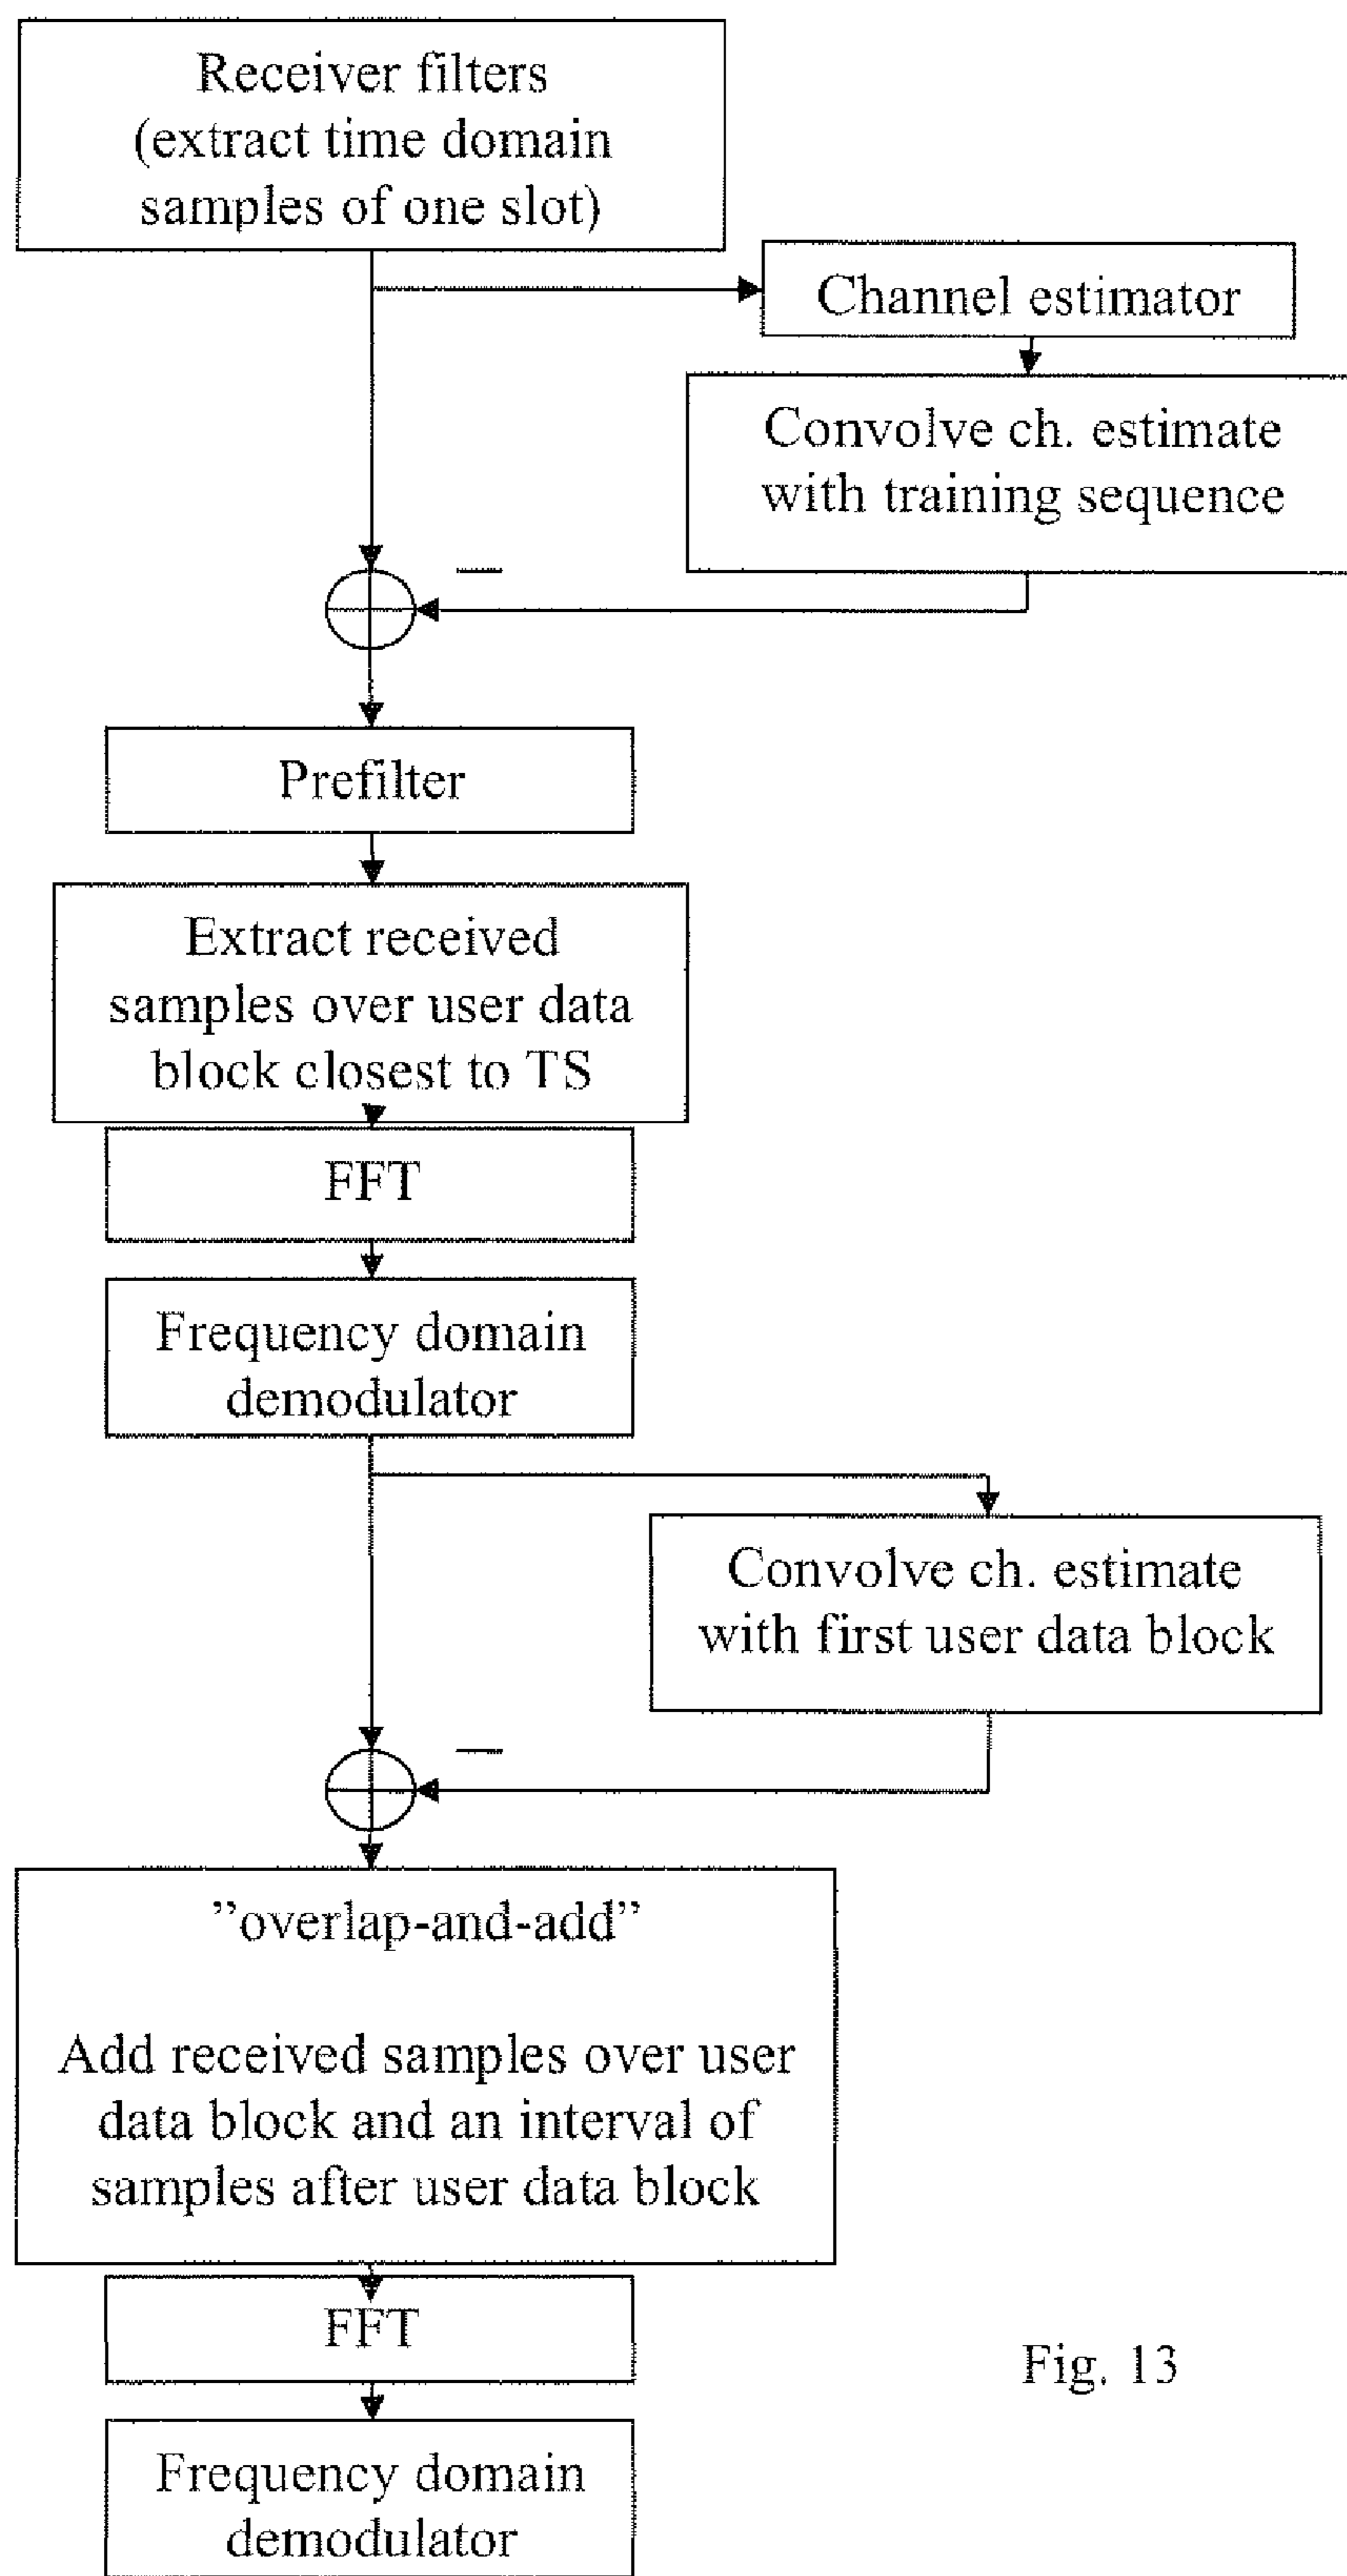 Receiver filters
(extract time domain
samples of one slot)
Channel estimator
Convolve ch. estimate
with training sequence
—
Prefilter
Extract received
samples over user data
block closest to TS
FFT
Frequency domain
demodulator
Convolve ch. estimate
with first user data block
—
”overlap-and-add”
Add received samples over user
data block and an interval of
samples after user data block
FFT
Fig. 13
Frequency domain
demodulator